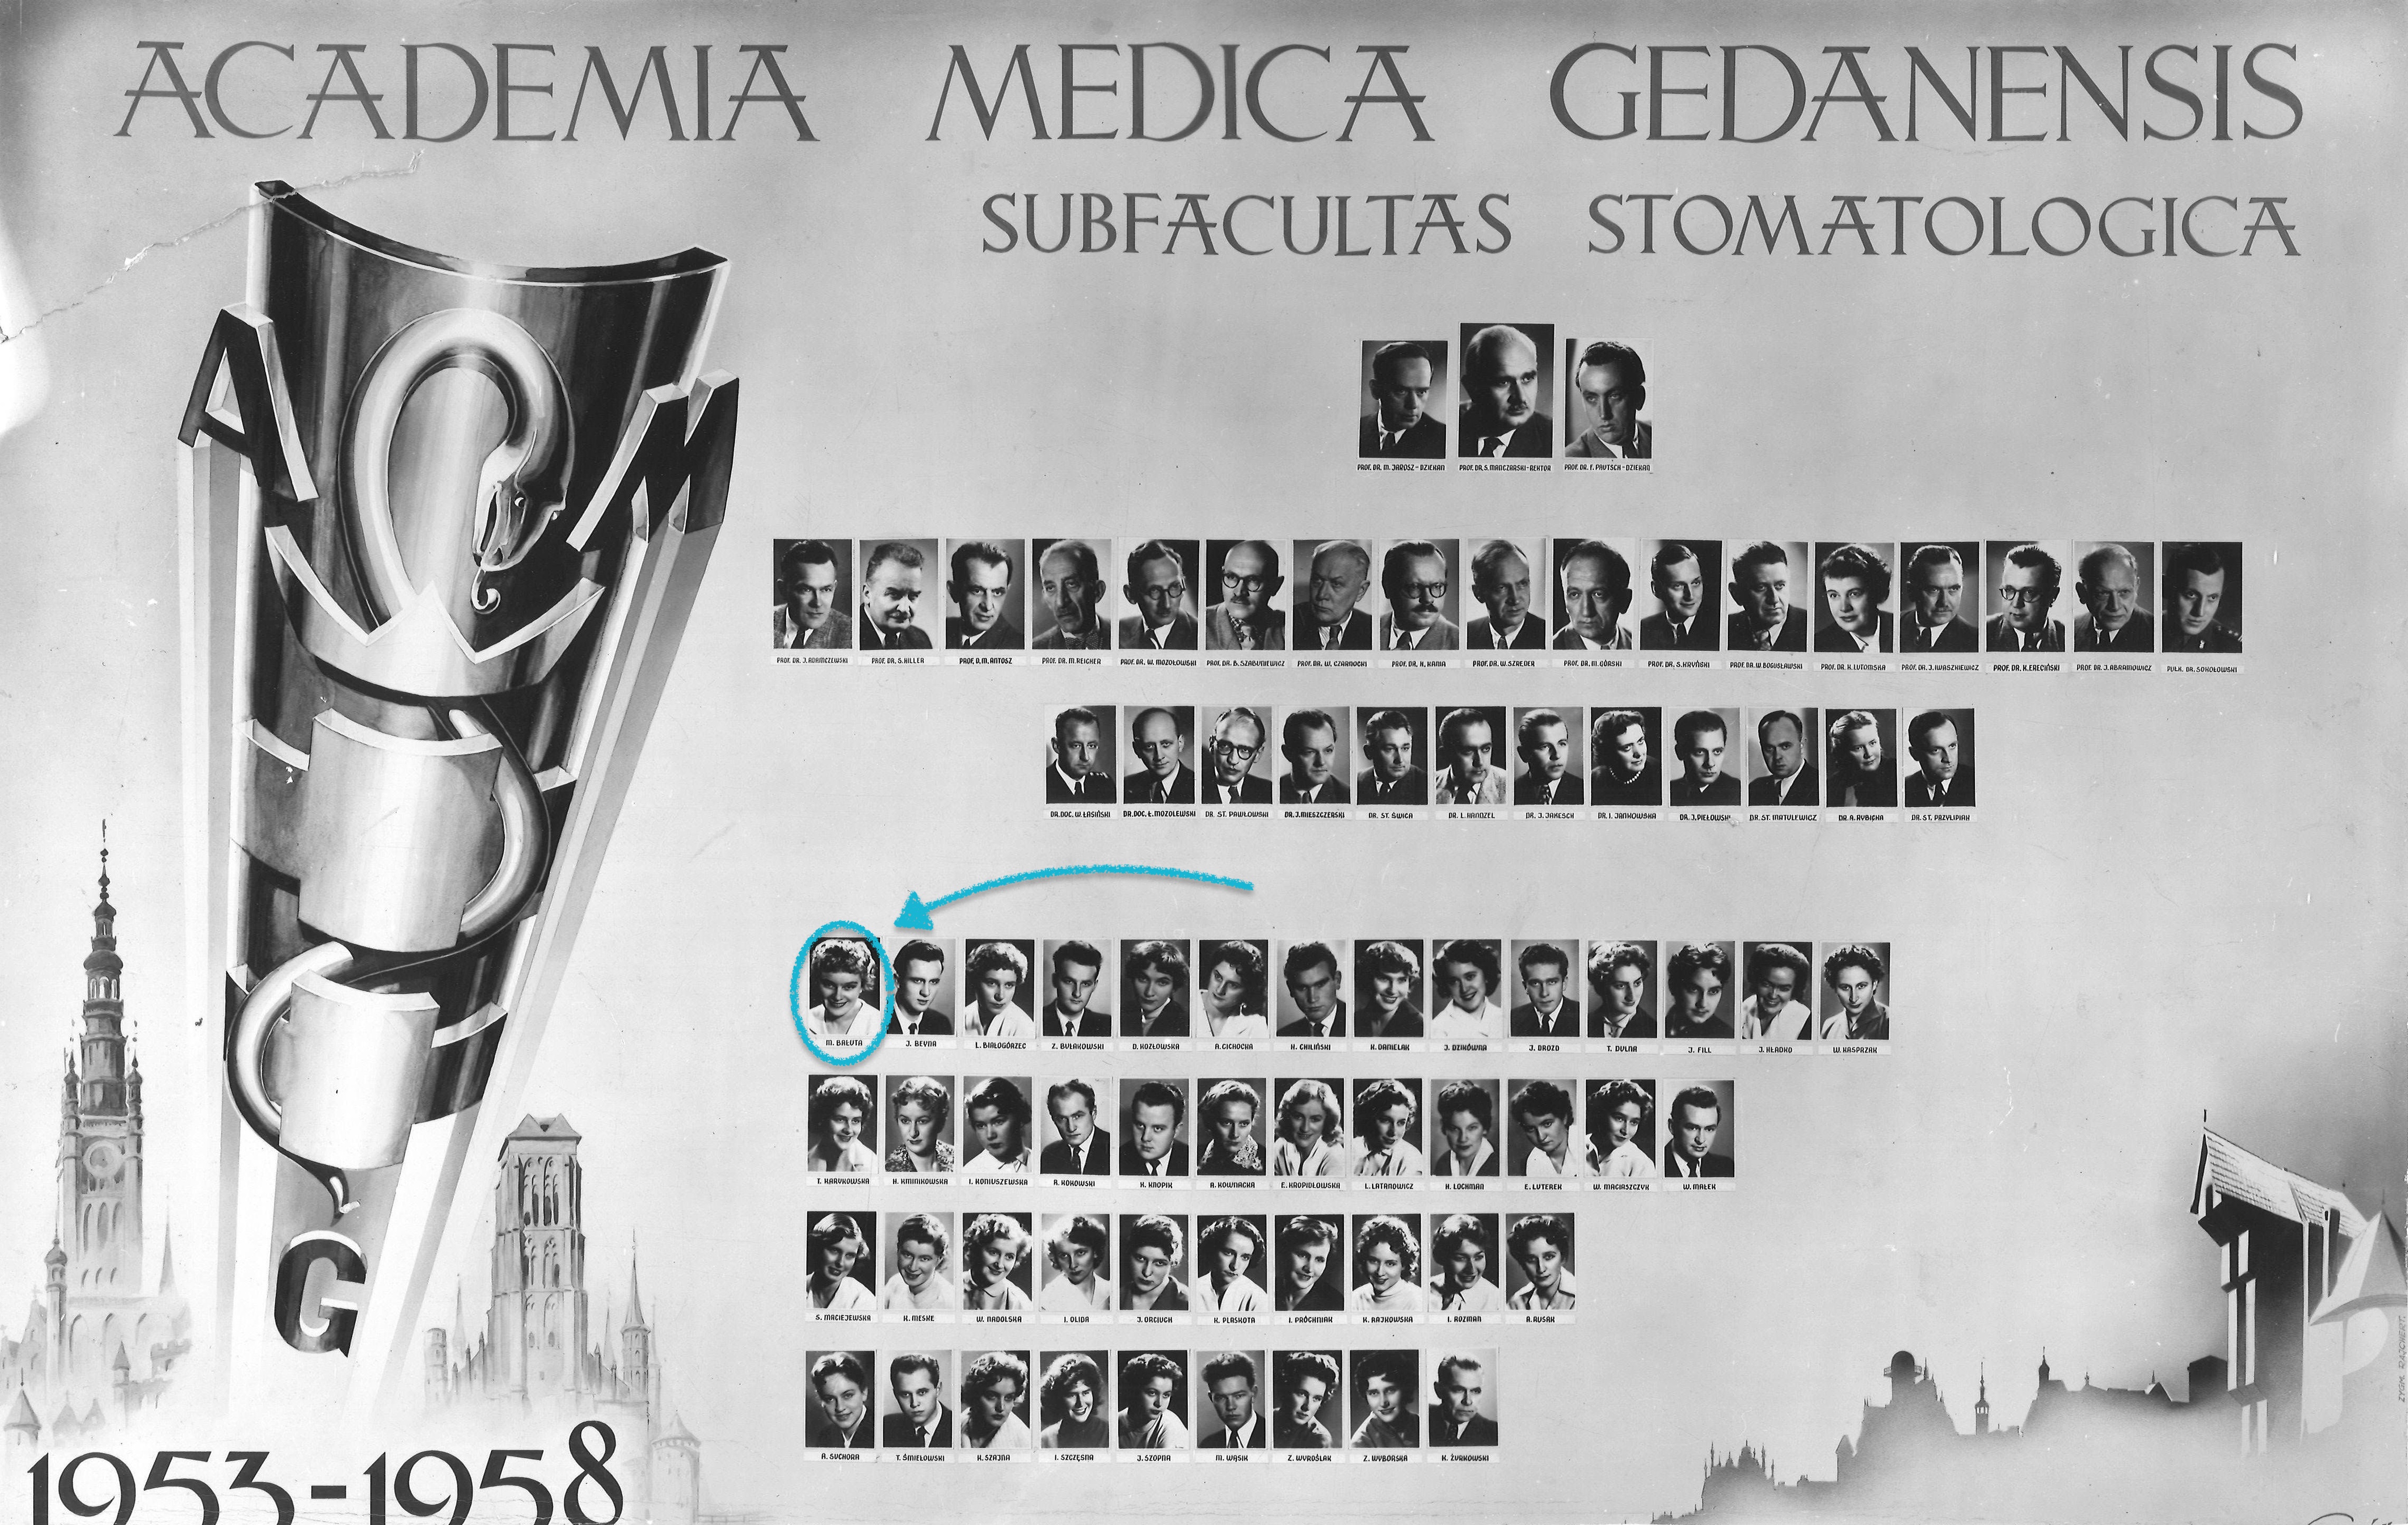 ACADEMIA MEDICA GEDANENSIS
SUBFACULTAS STOMATOLOGICA
A M
G
PROF. DR. M. JAROSZ-DZIEKAN PROF. DR. S. MANCZARSKI-REKTOR PROF. DR. F. PAUTSCH-DZIEKAN
PROF. DR. I. ADAMCZEWSKI PROF. DR. S. HILLER PROF. D. M. ANTOSZ PROF. DR. M. REICHER PROF. DR. W. MOZOŁOWSKI PROF. DR. B. SZABUNIEWICZ PROF. DR. W. CZARNOCKI PROF. DR. N. KANIA PROF. DR. W. SZREDER PROF. DR. M. GÓRSKI PROF. DR. S. KRYŃSKI PROF. DR. W. BOGUSŁAWSKI PROF. DR. K. LUTOMSKA PROF. DR. J. IWASZKIEWICZ PROF. DR. K. ERECIŃSKI PROF. DR. J. ABRAMOWICZ PUŁK. DR. SOKOŁOWSKI
DR. DOC. W. ŁASIŃSKI DR. DOC. Ł. MOZOLEWSKI DR. ST. PAWŁOWSKI DR. J. MIESZCZERSKI DR. ST. ŚWICA DR. L. HANDZEL DR. J. JAKESCH DR. I. JANKOWSKA DR. J. PIEŁOWSKI DR. ST. MATULEWICZ DR. A. RYBICKA DR. ST. PRZYLIPIAK
M. BAŁUTA J. BEYNA L. BIAŁOGÓRZEC Z. BUŁAKOWSKI D. KOZŁOWSKA A. CICHOCKA H. CHILIŃSKI K. DANIELAK J. DZIKÓWNA J. DROZD T. DULNA J. FILL J. HŁADKO W. KASPRZAK
T. KARYKOWSKA H. KMINIKOWSKA I. KONIUSZEWSKA A. KOKOWSKI K. KNOPIK A. KOWNACKA E. KROPIDŁOWSKA L. LATANOWICZ H. LOCHMAN E. LUTEREK W. MACIASZCZYK W. MAŁEK
S. MACIEJEWSKA K. MESKE W. NADOLSKA I. OLIDA J. ORCIUCH K. PLASKOTA I. PRÓCHNIAK K. RAJKOWSKA I. ROZMAN A. RUSAK
A. SUCHORA T. ŚMIEŁOWSKI K. SZAJNA I. SZCZĘSNA J. SZOPNA M. WĄSIK Z. WYROŚLAK Z. WYBORSKA K. ŻURKOWSKI
1953-1958